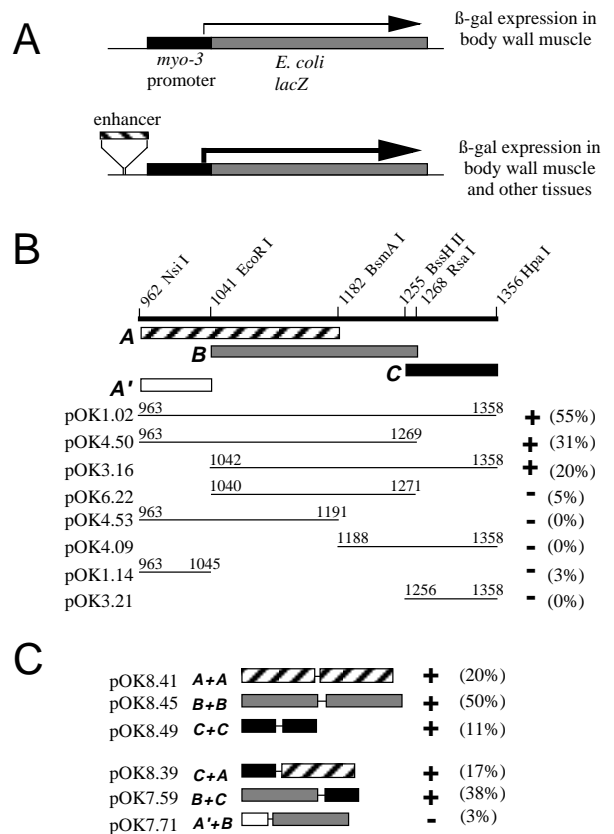 A
ß-gal expression in
body wall muscle
myo-3
promoter
E. coli
lacZ
enhancer
ß-gal expression in
body wall muscle
and other tissues
B
962 Nsi I
1041 EcoR I
1182 BsmA I
1255 BssH II
1268 Rsa I
1356 Hpa I
A
B
C
A'
pOK1.02 963 1358 + (55%)
pOK4.50 963 1269 + (31%)
pOK3.16 1042 1358 + (20%)
pOK6.22 1040 1271 - (5%)
pOK4.53 963 1191 - (0%)
pOK4.09 1188 1358 - (0%)
pOK1.14 963 1045 - (3%)
pOK3.21 1256 1358 - (0%)
C
pOK8.41 A+A + (20%)
pOK8.45 B+B + (50%)
pOK8.49 C+C + (11%)
pOK8.39 C+A + (17%)
pOK7.59 B+C + (38%)
pOK7.71 A'+B - (3%)